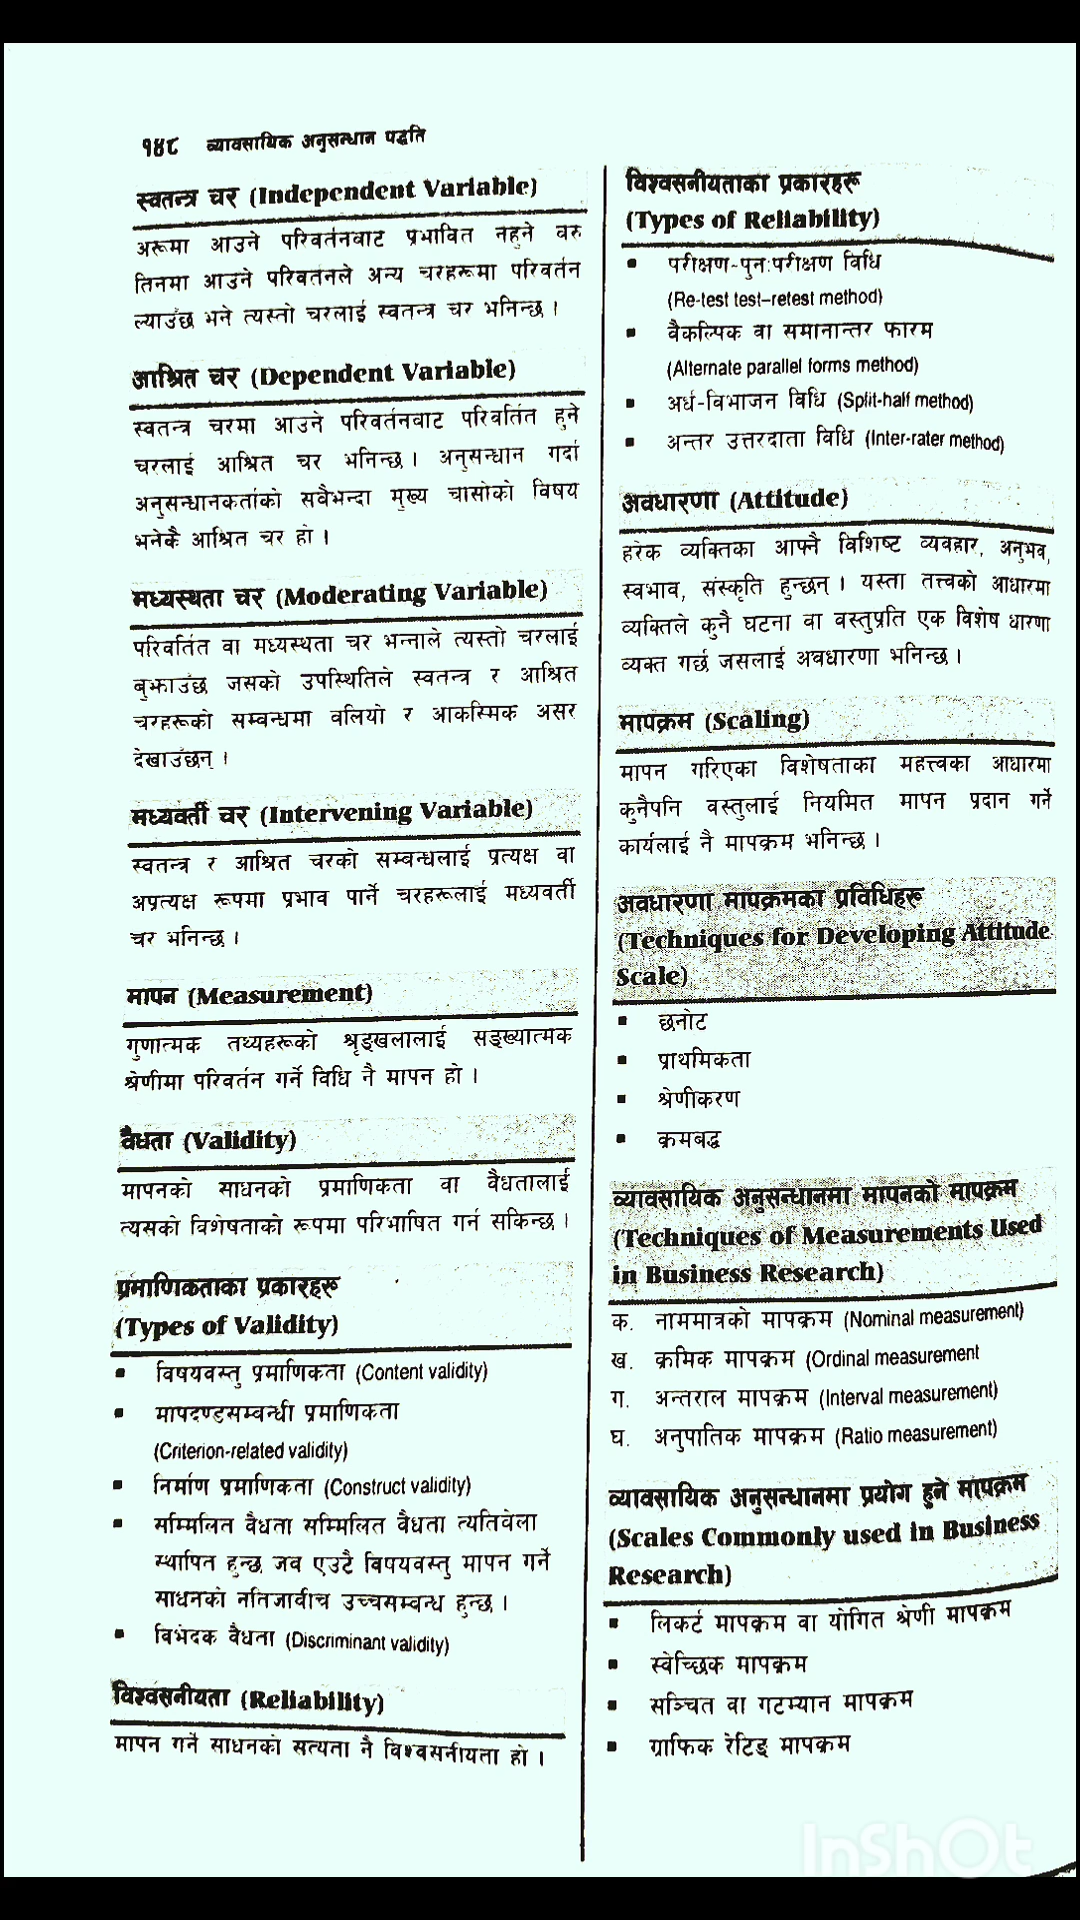 १४८ व्यावसायिक अनुसन्धान पद्धति
स्वतन्त्र चर (Independent Variable)
अरूमा आउने परिवर्तनबाट प्रभावित नहुने वरु
तिनमा आउने परिवर्तनले अन्य चरहरूमा परिवर्तन
ल्याउँछ भने त्यस्तो चरलाई स्वतन्त्र चर भनिन्छ ।
आश्रित चर (Dependent Variable)
स्वतन्त्र चरमा आउने परिवर्तनबाट परिवर्तित हुने
चरलाई आश्रित चर भनिन्छ । अनुसन्धान गर्दा
अनुसन्धानकर्ताको सवैभन्दा मुख्य चासोको विषय
भनेकै आश्रित चर हो ।
मध्यस्थता चर (Moderating Variable)
परिवर्तित वा मध्यस्थता चर भन्नाले त्यस्तो चरलाई
बुझाउँछ जसको उपस्थितिले स्वतन्त्र र आश्रित
चरहरूको सम्बन्धमा वलियो र आकस्मिक असर
देखाउँछन् ।
मध्यवर्ती चर (Intervening Variable)
स्वतन्त्र र आश्रित चरको सम्बन्धलाई प्रत्यक्ष वा
अप्रत्यक्ष रूपमा प्रभाव पार्ने चरहरूलाई मध्यवर्ती
चर भनिन्छ ।
मापन (Measurement)
गुणात्मक तथ्यहरूको श्रृङ्खलालाई सङ्ख्यात्मक
श्रेणीमा परिवर्तन गर्ने विधि नै मापन हो ।
वैधता (Validity)
मापनको साधनको प्रमाणिकता वा वैधतालाई
त्यसको विशेषताको रूपमा परिभाषित गर्न सकिन्छ ।
प्रमाणिकताका प्रकारहरू
(Types of Validity)
▪ विषयवस्तु प्रमाणिकता (Content validity)
▪ मापदण्डसम्बन्धी प्रमाणिकता
(Criterion-related validity)
▪ निर्माण प्रमाणिकता (Construct validity)
▪ सम्मिलित वैधता सम्मिलित वैधता त्यतिवेला
स्थापित हुन्छ जव एउटै विषयवस्तु मापन गर्ने
साधनको नतिजावीच उच्चसम्बन्ध हुन्छ ।
▪ विभेदक वैधता (Discriminant validity)
विश्वसनीयता (Reliability)
मापन गर्ने साधनको सत्यता नै विश्वसनीयता हो ।
विश्वसनीयताका प्रकारहरू
(Types of Reliability)
▪ परीक्षण-पुनःपरीक्षण विधि
(Re-test test–retest method)
▪ वैकल्पिक वा समानान्तर फारम
(Alternate parallel forms method)
▪ अर्ध-विभाजन विधि (Split-half method)
▪ अन्तर उत्तरदाता विधि (Inter-rater method)
अवधारणा (Attitude)
हरेक व्यक्तिका आफ्नै विशिष्ट व्यवहार, अनुभव,
स्वभाव, संस्कृति हुन्छन् । यस्ता तत्त्वको आधारमा
व्यक्तिले कुनै घटना वा वस्तुप्रति एक विशेष धारणा
व्यक्त गर्छ जसलाई अवधारणा भनिन्छ ।
मापक्रम (Scaling)
मापन गरिएका विशेषताका महत्त्वका आधारमा
कुनैपनि वस्तुलाई नियमित मापन प्रदान गर्ने
कार्यलाई नै मापक्रम भनिन्छ ।
अवधारणा मापक्रमका प्रविधिहरू
(Techniques for Developing Attitude
Scale)
▪ छनोट
▪ प्राथमिकता
▪ श्रेणीकरण
▪ क्रमबद्ध
व्यावसायिक अनुसन्धानमा मापनको मापक्रम
(Techniques of Measurements Used
in Business Research)
क. नाममात्रको मापक्रम (Nominal measurement)
ख. क्रमिक मापक्रम (Ordinal measurement
ग. अन्तराल मापक्रम (Interval measurement)
घ. अनुपातिक मापक्रम (Ratio measurement)
व्यावसायिक अनुसन्धानमा प्रयोग हुने मापक्रम
(Scales Commonly used in Business
Research)
▪ लिकर्ट मापक्रम वा योगित श्रेणी मापक्रम
▪ स्वेच्छिक मापक्रम
▪ सञ्चित वा गटम्यान मापक्रम
▪ ग्राफिक रेटिङ मापक्रम
InShOt